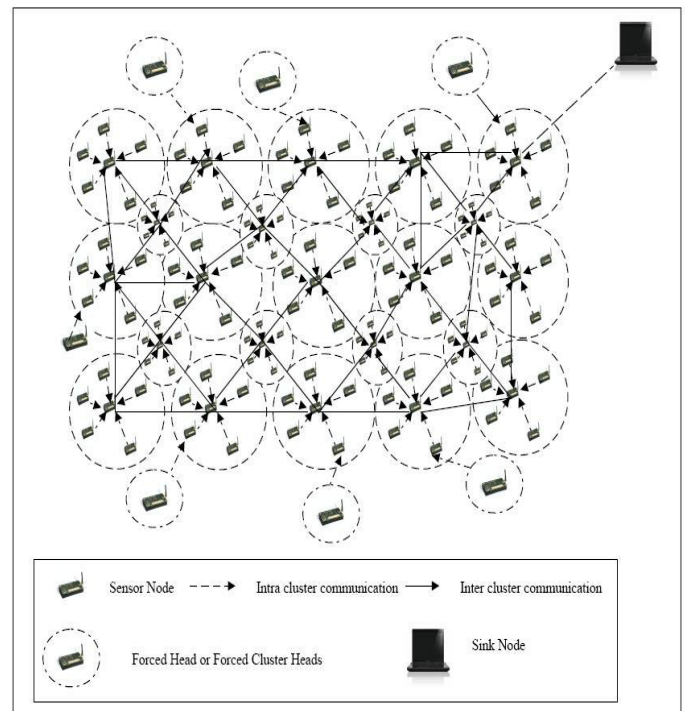 Sensor Node
Intra cluster communication
Inter cluster communication
Forced Head or Forced Cluster Heads
Sink Node